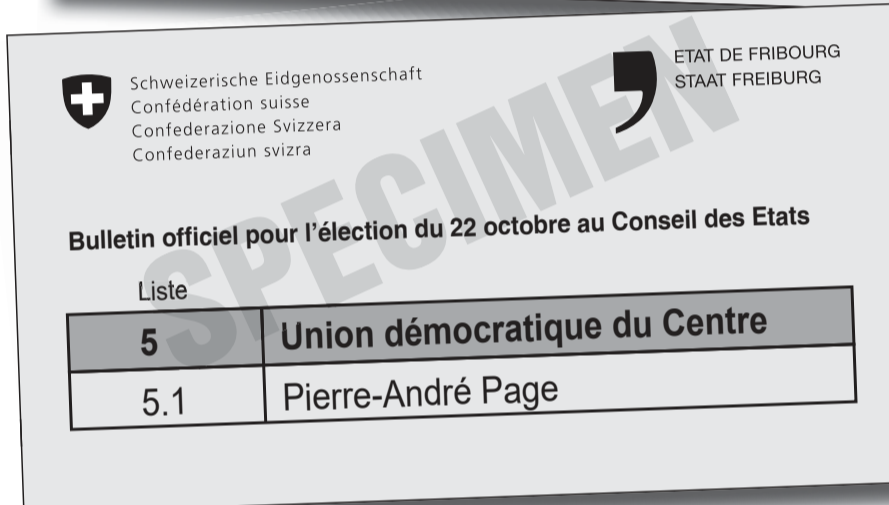 Schweizerische Eidgenossenschaft
Confédération suisse
Confederazione Svizzera
Confederaziun svizra
ETAT DE FRIBOURG
STAAT FREIBURG
SPECIMEN
Bulletin officiel pour l’élection du 22 octobre au Conseil des Etats
Liste
5 Union démocratique du Centre
5.1 Pierre-André Page